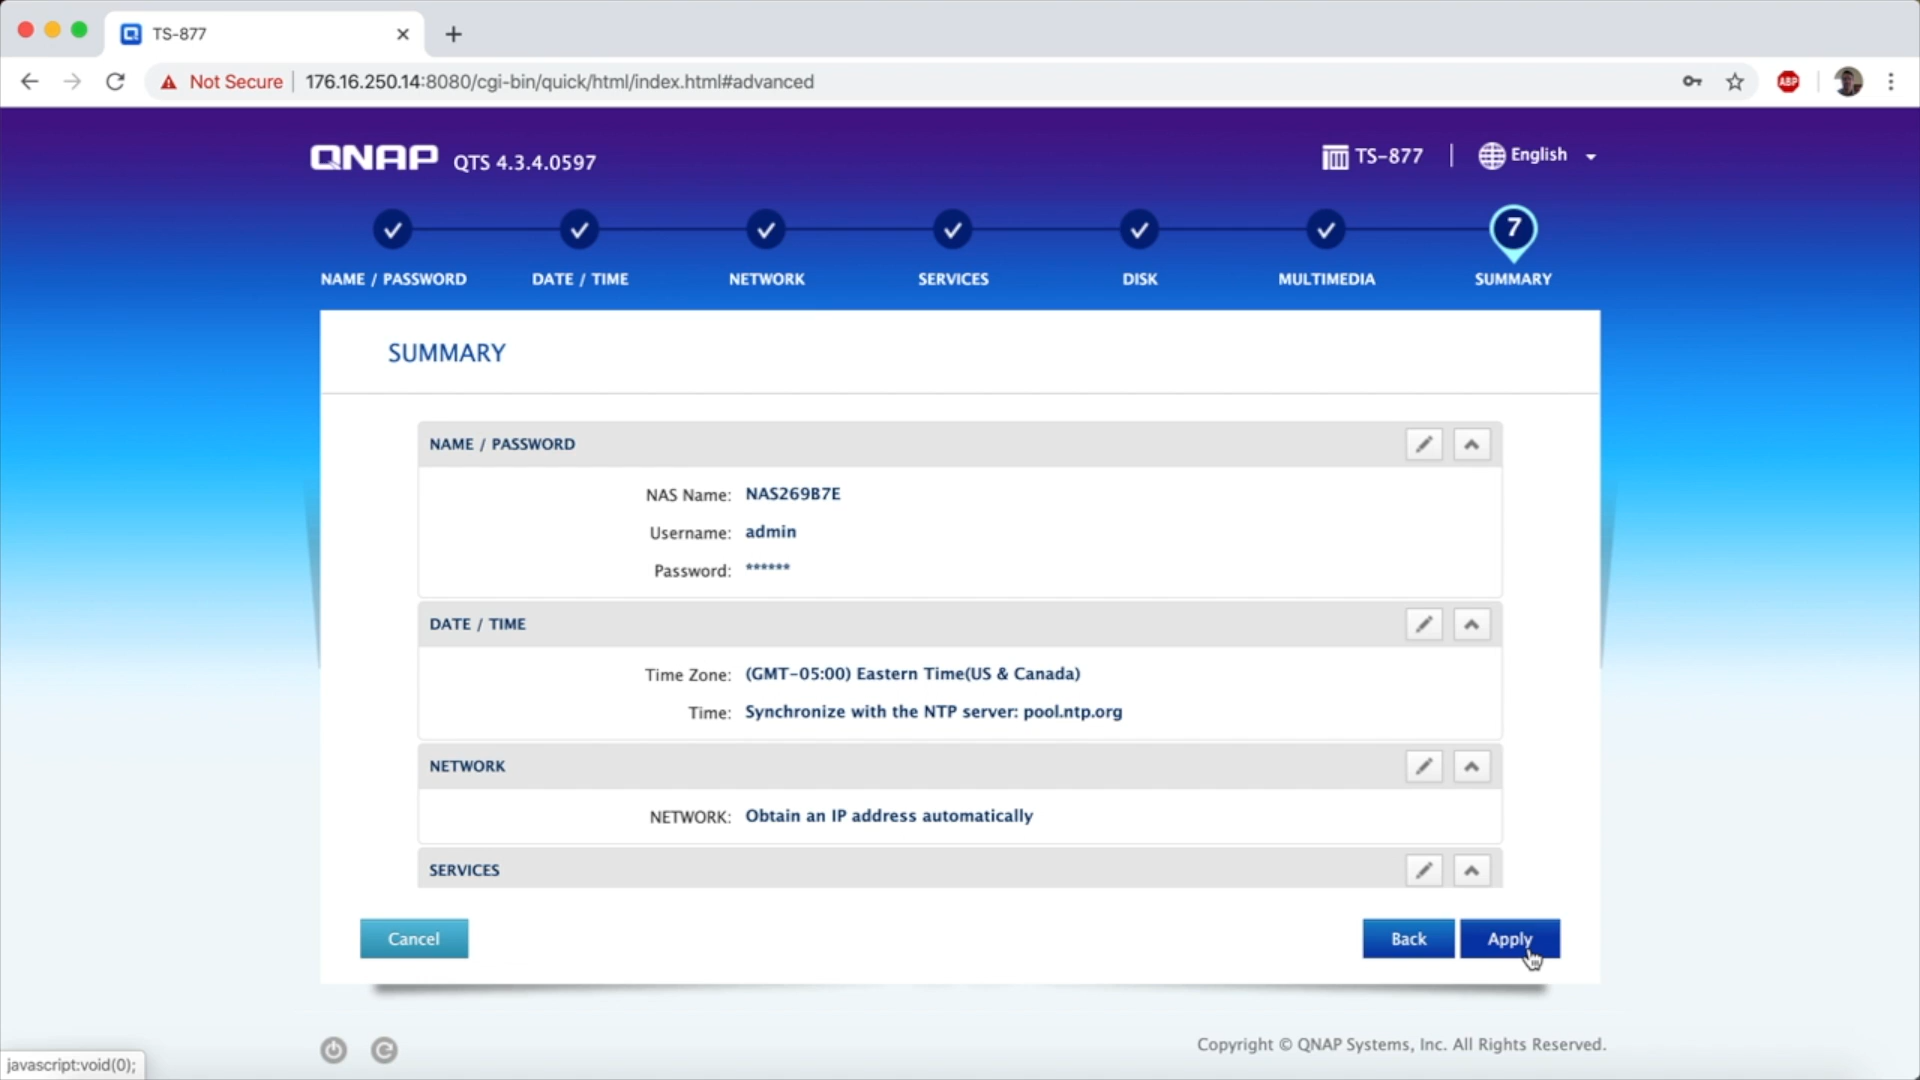 TS-877
Not Secure
176.16.250.14:8080/cgi-bin/quick/html/index.html#advanced
ABP
QNAP QTS 4.3.4.0597
TS-877 | English
7
NAME / PASSWORD DATE / TIME NETWORK SERVICES DISK MULTIMEDIA SUMMARY
SUMMARY
NAME / PASSWORD
NAS Name: NAS269B7E
Username: admin
Password: ******
DATE / TIME
Time Zone: (GMT-05:00) Eastern Time(US & Canada)
Time: Synchronize with the NTP server: pool.ntp.org
NETWORK
NETWORK: Obtain an IP address automatically
SERVICES
Cancel Back Apply
Copyright © QNAP Systems, Inc. All Rights Reserved.
javascript:void(0);